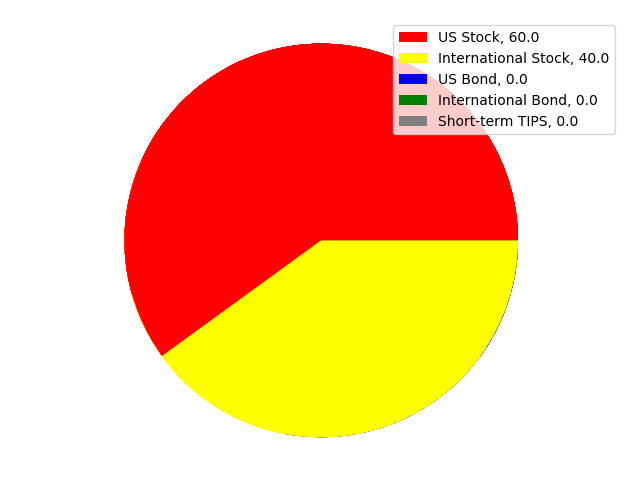 US Stock, 60.0
International Stock, 40.0
US Bond, 0.0
International Bond, 0.0
Short-term TIPS, 0.0